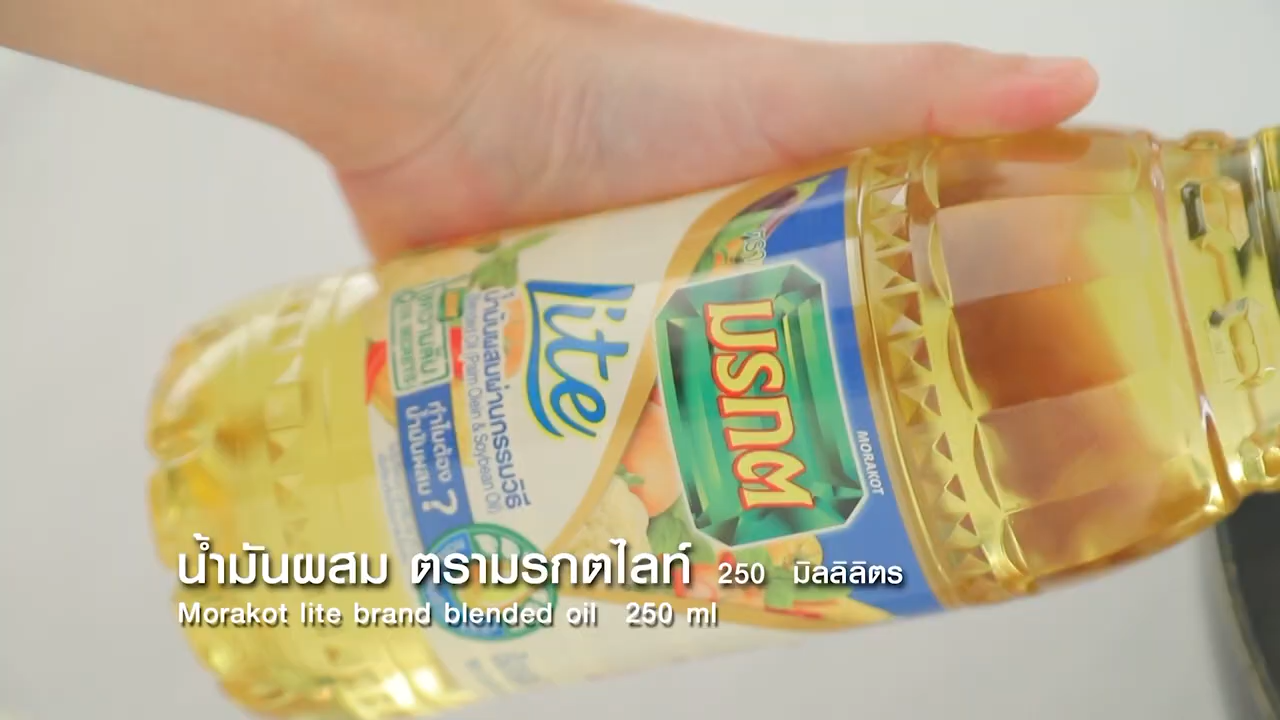 lite
น้ำมันผสมผ่านกรรมวิธี
Refined Oil (Palm Olein & Soybean Oil)
ทำไมต้อง
น้ำมันผสม ?
มรกต
MORAKOT
น้ำมันผสม ตรามรกตไลท์ 250 มิลลิลิตร
Morakot lite brand blended oil 250 ml